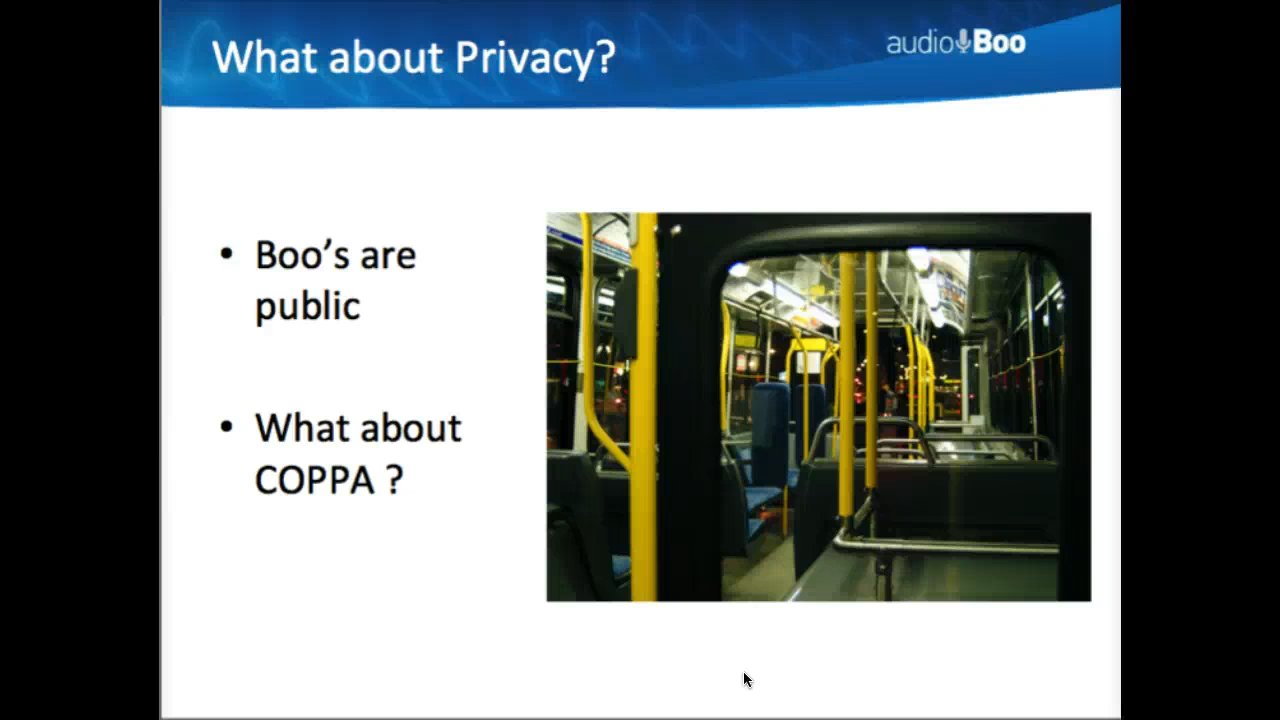 What about Privacy?
audioBoo
• Boo’s are
public
• What about
COPPA ?